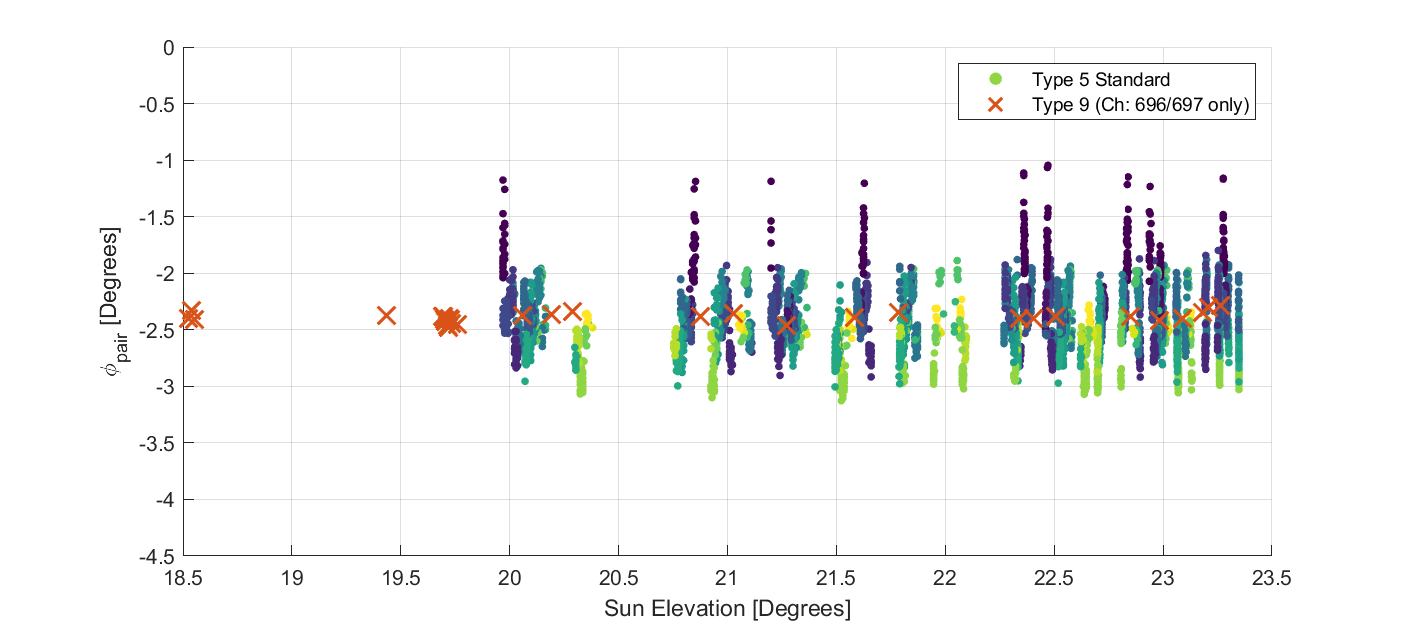 0
-0.5
-1
-1.5
-2
-2.5
-3
-3.5
-4
-4.5
ϕpair [Degrees]
Type 5 Standard
Type 9 (Ch: 696/697 only)
18.5 19 19.5 20 20.5 21 21.5 22 22.5 23 23.5
Sun Elevation [Degrees]